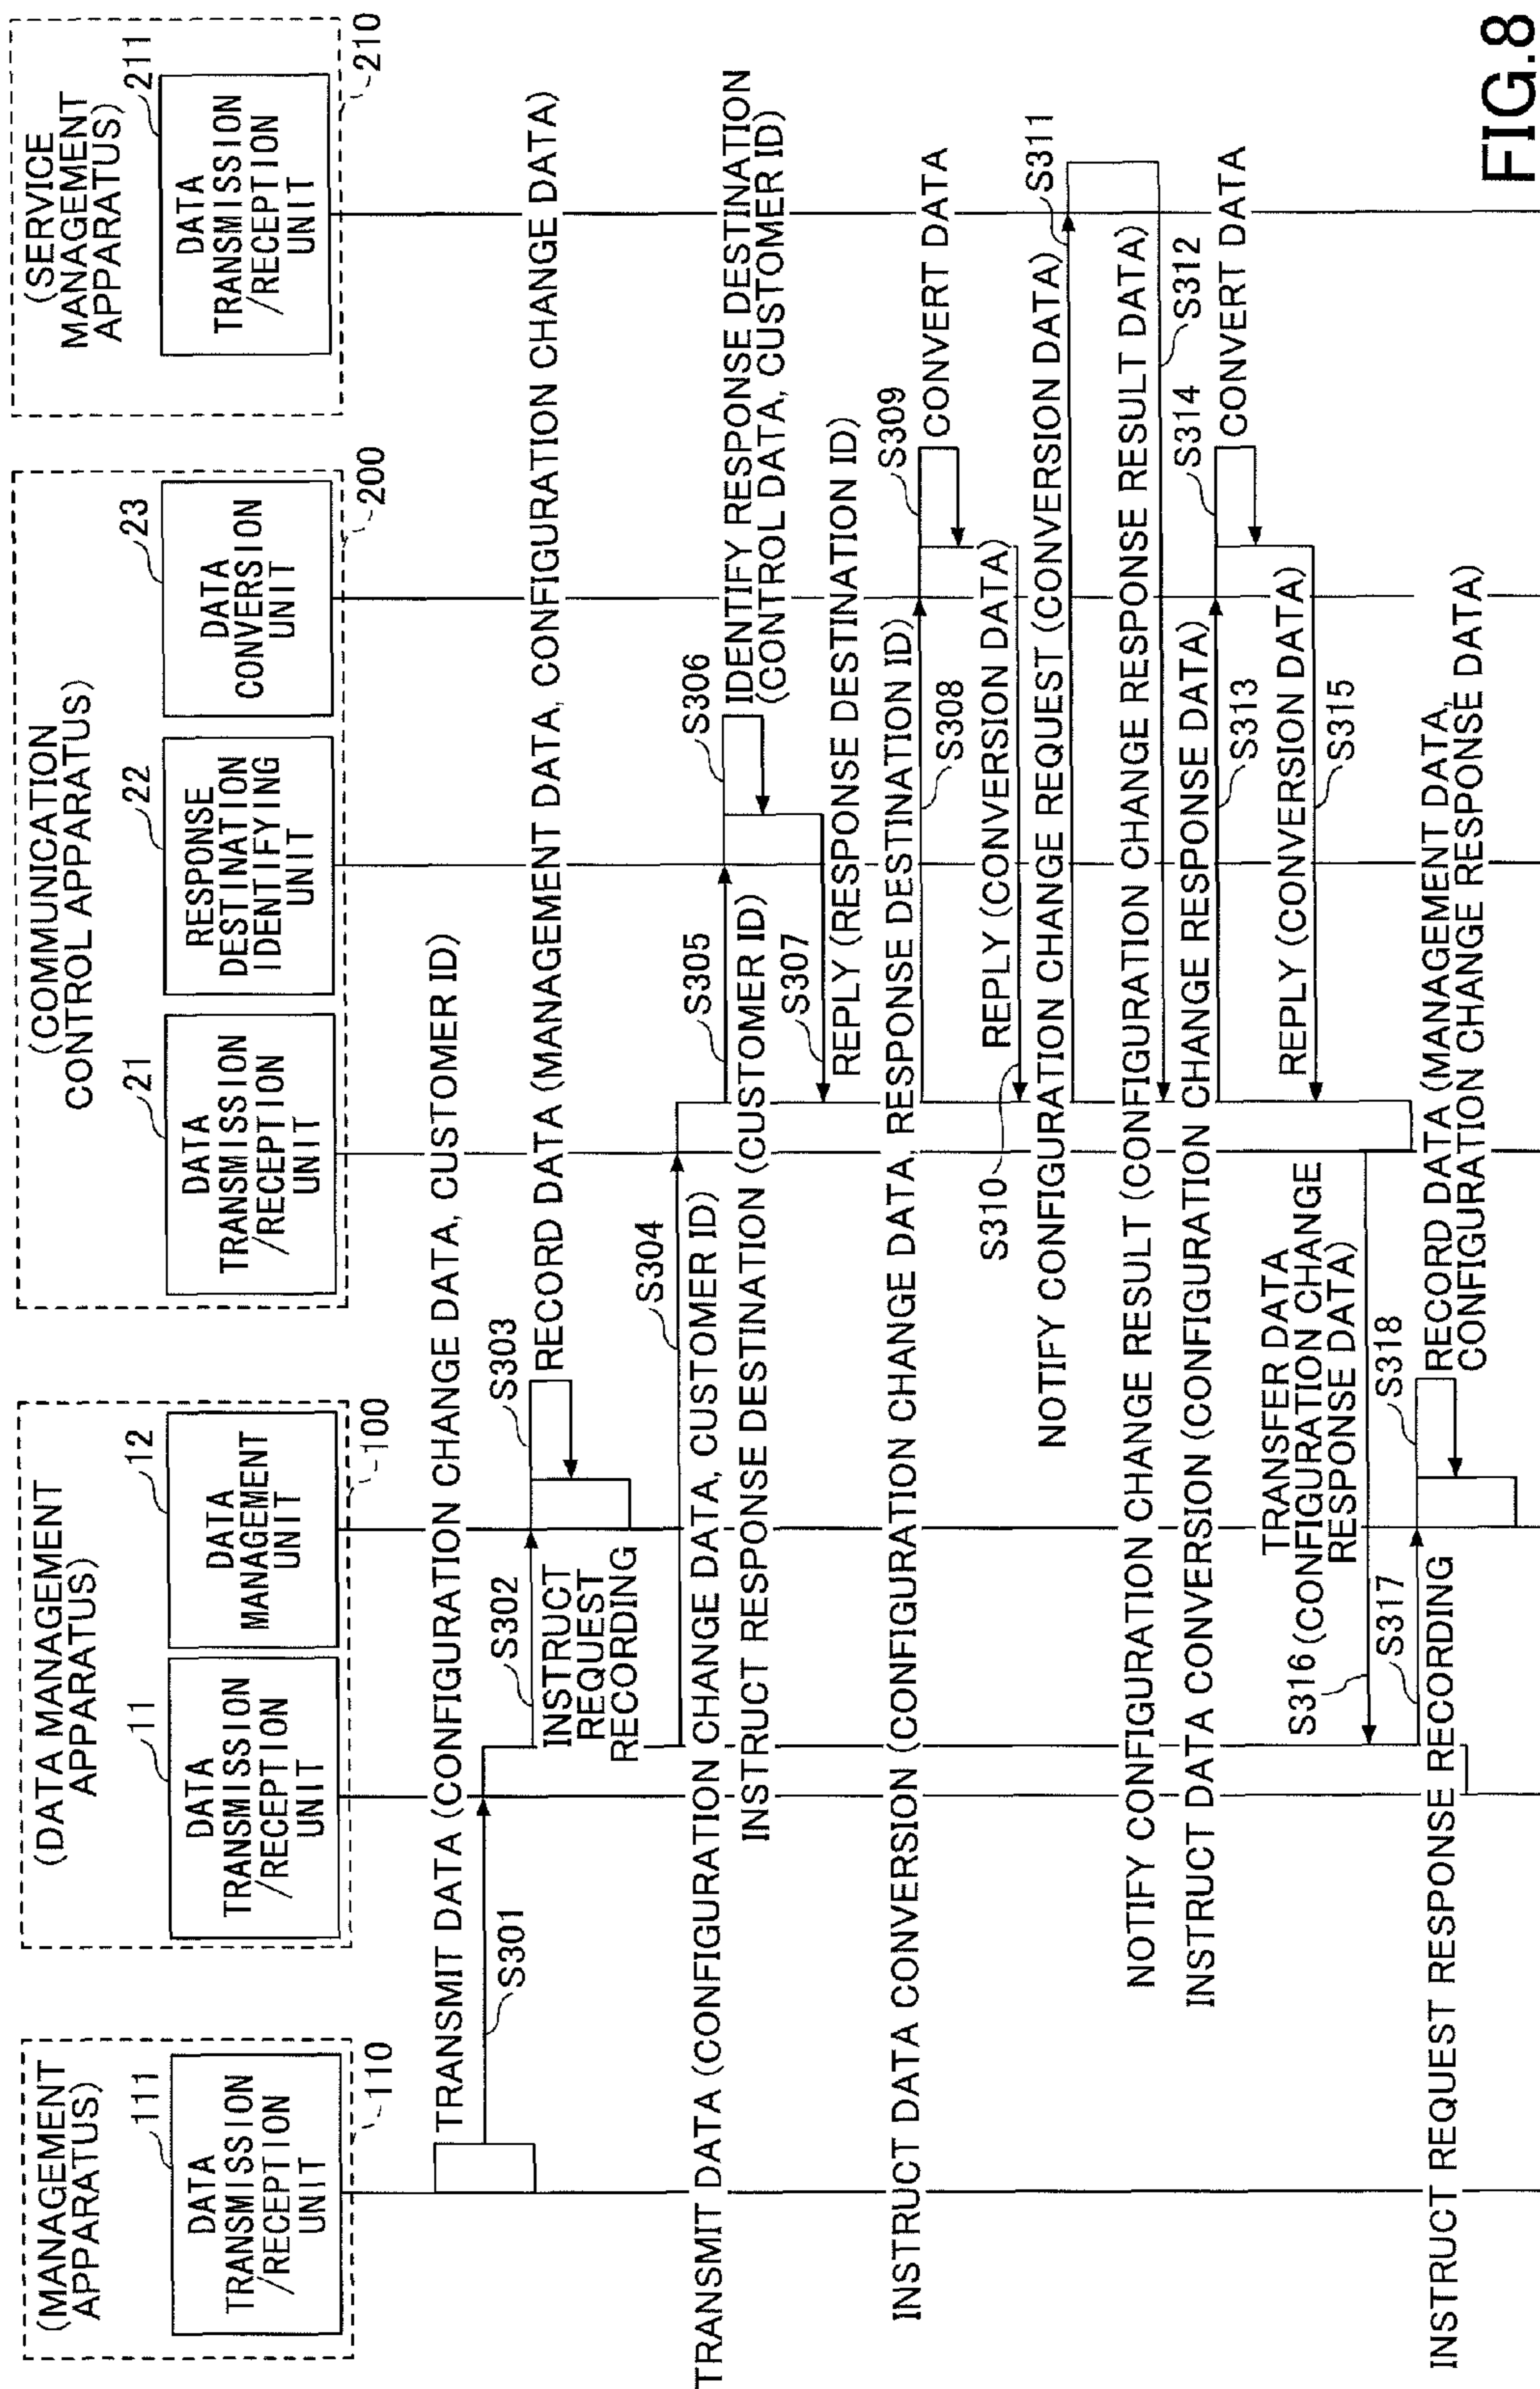 (MANAGEMENT
APPARATUS)
111
DATA
TRANSMISSION
/RECEPTION
UNIT
110
(DATA MANAGEMENT
APPARATUS)
11
DATA
TRANSMISSION
/RECEPTION
UNIT
12
DATA
MANAGEMENT
UNIT
100
(COMMUNICATION
CONTROL APPARATUS)
21
DATA
TRANSMISSION
/RECEPTION
UNIT
22
RESPONSE
DESTINATION
IDENTIFYING
UNIT
23
DATA
CONVERSION
UNIT
200
(SERVICE
MANAGEMENT
APPARATUS)
211
DATA
TRANSMISSION
/RECEPTION
UNIT
210
TRANSMIT DATA (CONFIGURATION CHANGE DATA, CUSTOMER ID)
S301
S302
INSTRUCT
REQUEST
RECORDING
S303
RECORD DATA (MANAGEMENT DATA, CONFIGURATION CHANGE DATA)
S304
TRANSMIT DATA (CONFIGURATION CHANGE DATA, CUSTOMER ID)
S305
INSTRUCT RESPONSE DESTINATION (CUSTOMER ID)
S306
IDENTIFY RESPONSE DESTINATION
(CONTROL DATA, CUSTOMER ID)
S307
REPLY (RESPONSE DESTINATION ID)
INSTRUCT DATA CONVERSION (CONFIGURATION CHANGE DATA, RESPONSE DESTINATION ID)
S308
S309
CONVERT DATA
REPLY (CONVERSION DATA)
S310
NOTIFY CONFIGURATION CHANGE REQUEST (CONVERSION DATA)
S311
NOTIFY CONFIGURATION CHANGE RESULT (CONFIGURATION CHANGE RESPONSE RESULT DATA)
S312
INSTRUCT DATA CONVERSION (CONFIGURATION CHANGE RESPONSE DATA)
S313
S314
CONVERT DATA
REPLY (CONVERSION DATA)
S315
TRANSFER DATA
S316 (CONFIGURATION CHANGE
RESPONSE DATA)
S317
INSTRUCT REQUEST RESPONSE RECORDING
S318
RECORD DATA (MANAGEMENT DATA,
CONFIGURATION CHANGE RESPONSE DATA)
FIG.8